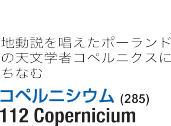 地動説を唱えたポーランド
の天文学者コペルニクスに
ちなむ
コペルニシウム (285)
112 Copernicium